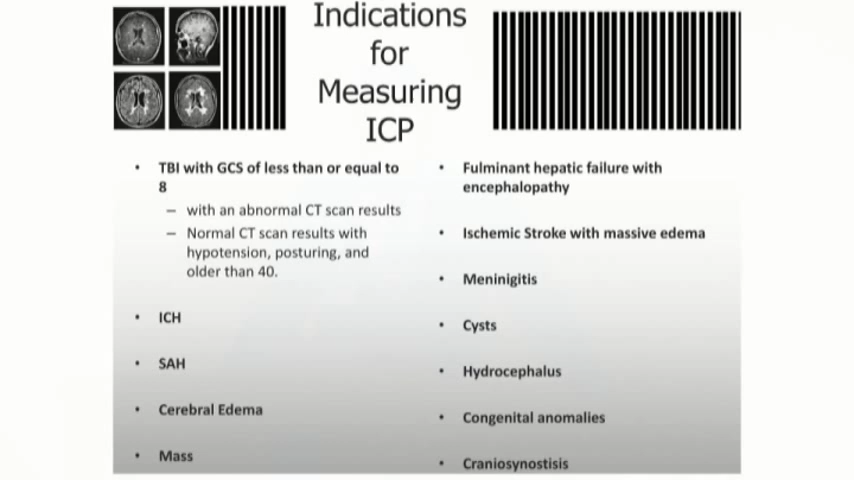 Indications
for
Measuring
ICP
• TBI with GCS of less than or equal to
8
– with an abnormal CT scan results
– Normal CT scan results with
hypotension, posturing, and
older than 40.
• ICH
• SAH
• Cerebral Edema
• Mass
• Fulminant hepatic failure with
encephalopathy
• Ischemic Stroke with massive edema
• Meninigitis
• Cysts
• Hydrocephalus
• Congenital anomalies
• Craniosynostisis